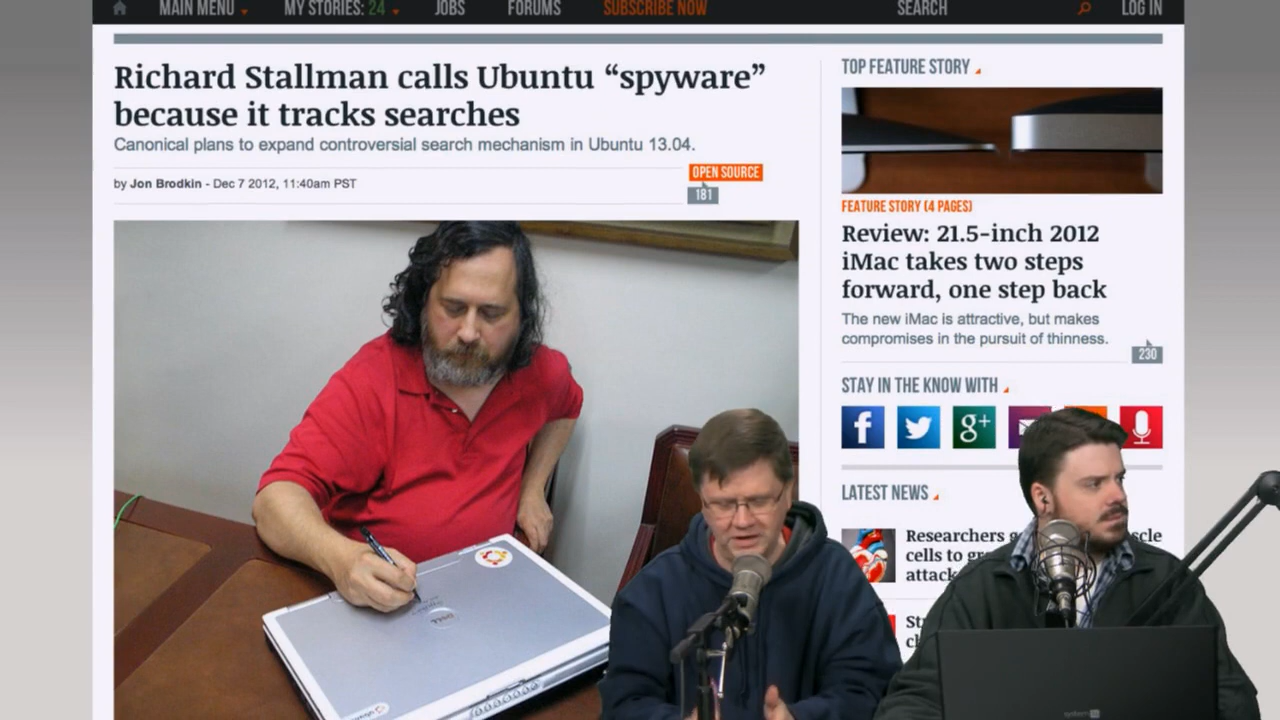 MAIN MENU
MY STORIES: 24
JOBS
FORUMS
SUBSCRIBE NOW
SEARCH
LOG IN
Richard Stallman calls Ubuntu “spyware”
because it tracks searches
Canonical plans to expand controversial search mechanism in Ubuntu 13.04.
by Jon Brodkin - Dec 7 2012, 11:40am PST
OPEN SOURCE
181
DELL
TOP FEATURE STORY
FEATURE STORY (4 PAGES)
Review: 21.5-inch 2012
iMac takes two steps
forward, one step back
The new iMac is attractive, but makes
compromises in the pursuit of thinness.
230
STAY IN THE KNOW WITH
f
g+
LATEST NEWS
Researchers
cells to
attack